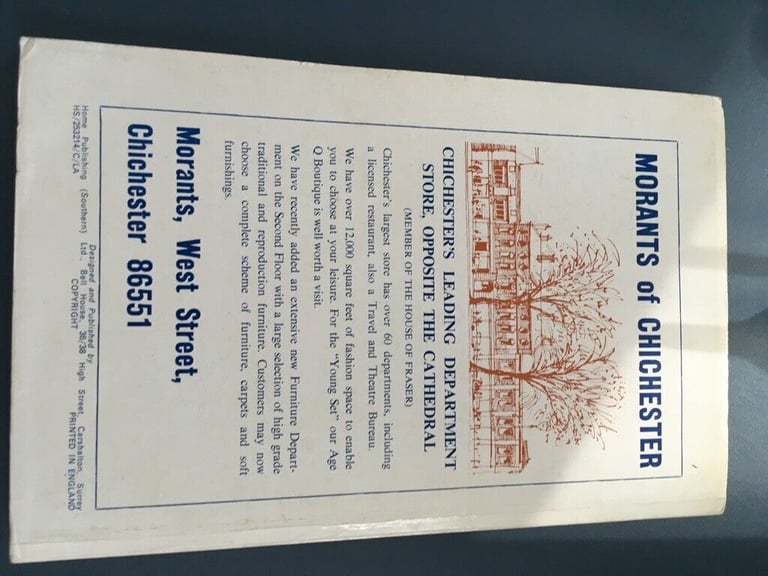 MORANTS of CHICHESTER
CHICHESTER'S LEADING DEPARTMENT
STORE, OPPOSITE THE CATHEDRAL
(MEMBER OF THE HOUSE OF FRASER)
Chichester's largest store has over 60 departments, including
a licensed restaurant, also a Travel and Theatre Bureau.
We have over 12,000 square feet of fashion space to enable
you to choose at your leisure. For the "Young Set" our Age
Q Boutique is well worth a visit.
We have recently added an extensive new Furniture Depart-
ment on the Second Floor with a large selection of high grade
traditional and reproduction furniture. Customers may now
choose a complete scheme of furniture, carpets and soft
furnishings.
Morants, West Street,
Chichester 86551
Designed and Published by
Home Publishing (Southern) Ltd., Bell House, 36/38 High Street, Carshalton, Surrey
HS/253214/C/LA COPYRIGHT PRINTED IN ENGLAND